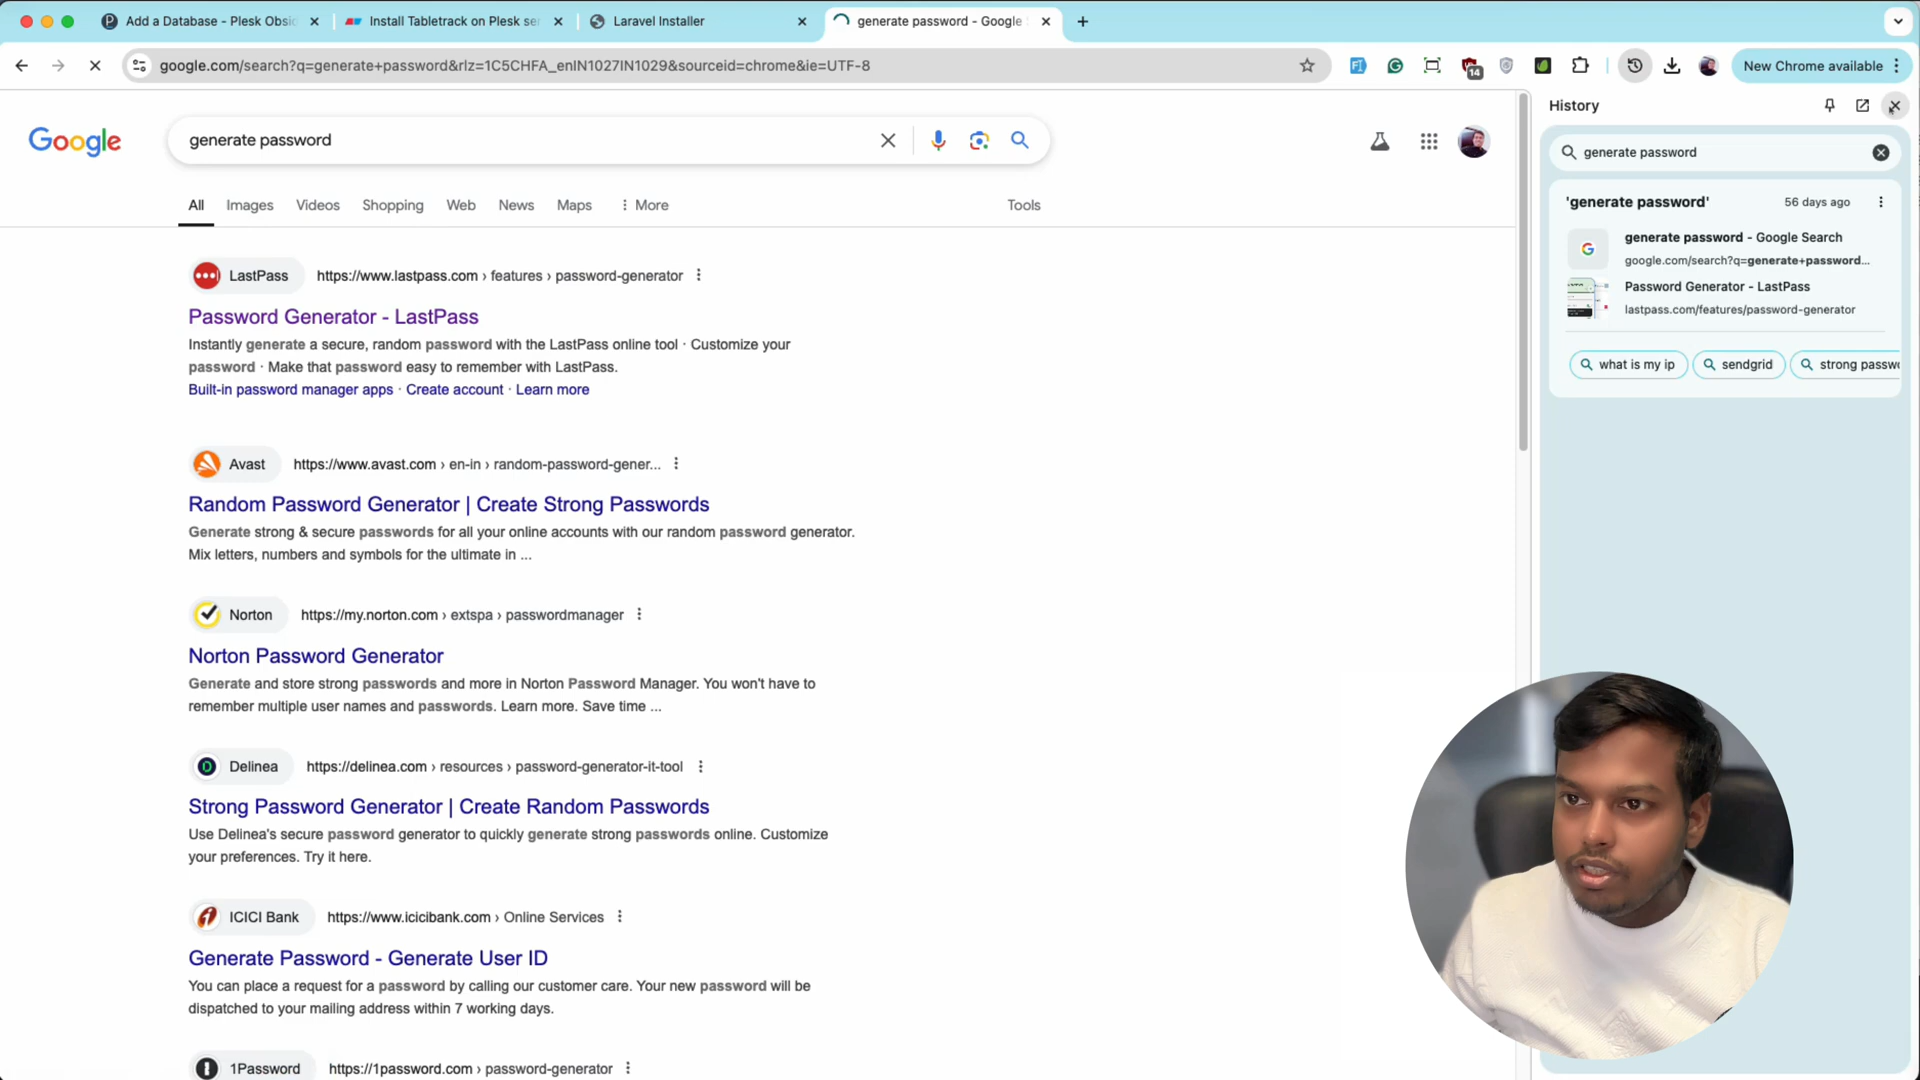 Add a Database - Plesk Obsid
Install Tabletrack on Plesk ser
Laravel Installer
generate password - Google
google.com/search?q=generate+password&rlz=1C5CHFA_enIN1027IN1029&sourceid=chrome&ie=UTF-8
14
New Chrome available
Google
generate password
All
Images
Videos
Shopping
Web
News
Maps
More
Tools
LastPass
https://www.lastpass.com › features › password-generator
Password Generator - LastPass
Instantly generate a secure, random password with the LastPass online tool · Customize your
password · Make that password easy to remember with LastPass.
Built-in password manager apps · Create account · Learn more
Avast
https://www.avast.com › en-in › random-password-gener...
Random Password Generator | Create Strong Passwords
Generate strong & secure passwords for all your online accounts with our random password generator.
Mix letters, numbers and symbols for the ultimate in ...
Norton
https://my.norton.com › extspa › passwordmanager
Norton Password Generator
Generate and store strong passwords and more in Norton Password Manager. You won't have to
remember multiple user names and passwords. Learn more. Save time ...
Delinea
https://delinea.com › resources › password-generator-it-tool
Strong Password Generator | Create Random Passwords
Use Delinea's secure password generator to quickly generate strong passwords online. Customize
your preferences. Try it here.
ICICI Bank
https://www.icicibank.com › Online Services
Generate Password - Generate User ID
You can place a request for a password by calling our customer care. Your new password will be
dispatched to your mailing address within 7 working days.
1Password
https://1password.com › password-generator
History
generate password
'generate password'
56 days ago
generate password - Google Search
google.com/search?q=generate+password...
Password Generator - LastPass
lastpass.com/features/password-generator
what is my ip
sendgrid
strong passw